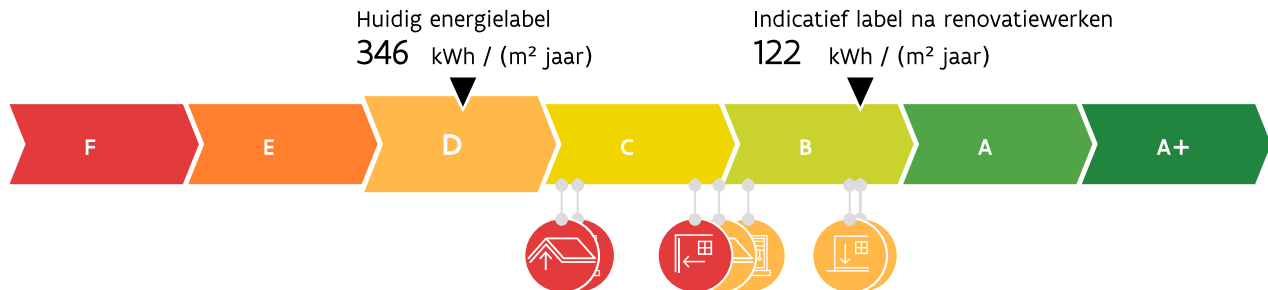 Huidig energielabel
346 kWh / (m² jaar)
Indicatief label na renovatiewerken
122 kWh / (m² jaar)
F E D C B A A+